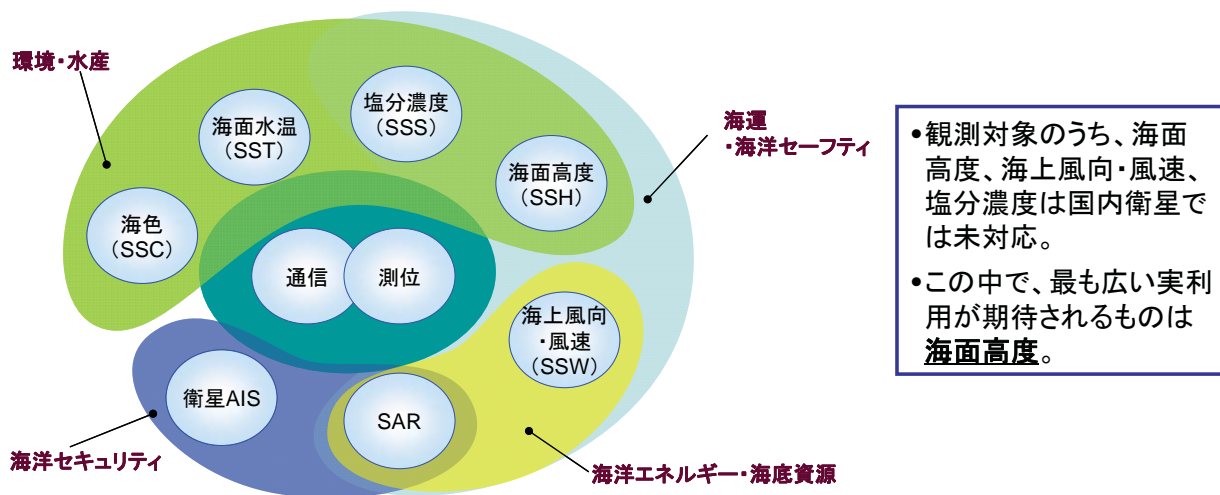 環境・水産
塩分濃度
(SSS)
海面水温
(SST)
海運
・海洋セーフティ
海面高度
(SSH)
海色
(SSC)
通信
測位
海上風向
・風速
(SSW)
衛星AIS
SAR
海洋セキュリティ
海洋エネルギー・海底資源
•観測対象のうち、海面
高度、海上風向・風速、
塩分濃度は国内衛星で
は未対応。
•この中で、最も広い実利
用が期待されるものは
海面高度。